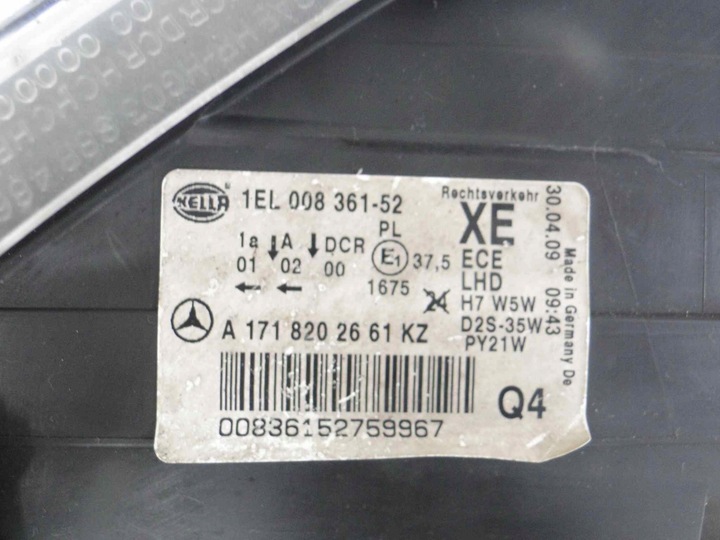 HELLA
1EL 008 361-52
Rechtsverkehr
XE
PL
1a A DCR
01 02 00
E1 37,5
1675
ECE
LHD
24 H7 W5W
D2S-35W
PY21W
A 171 820 26 61 KZ
00836152759967
Q4
30.04.09 09:43
Made in Germany De